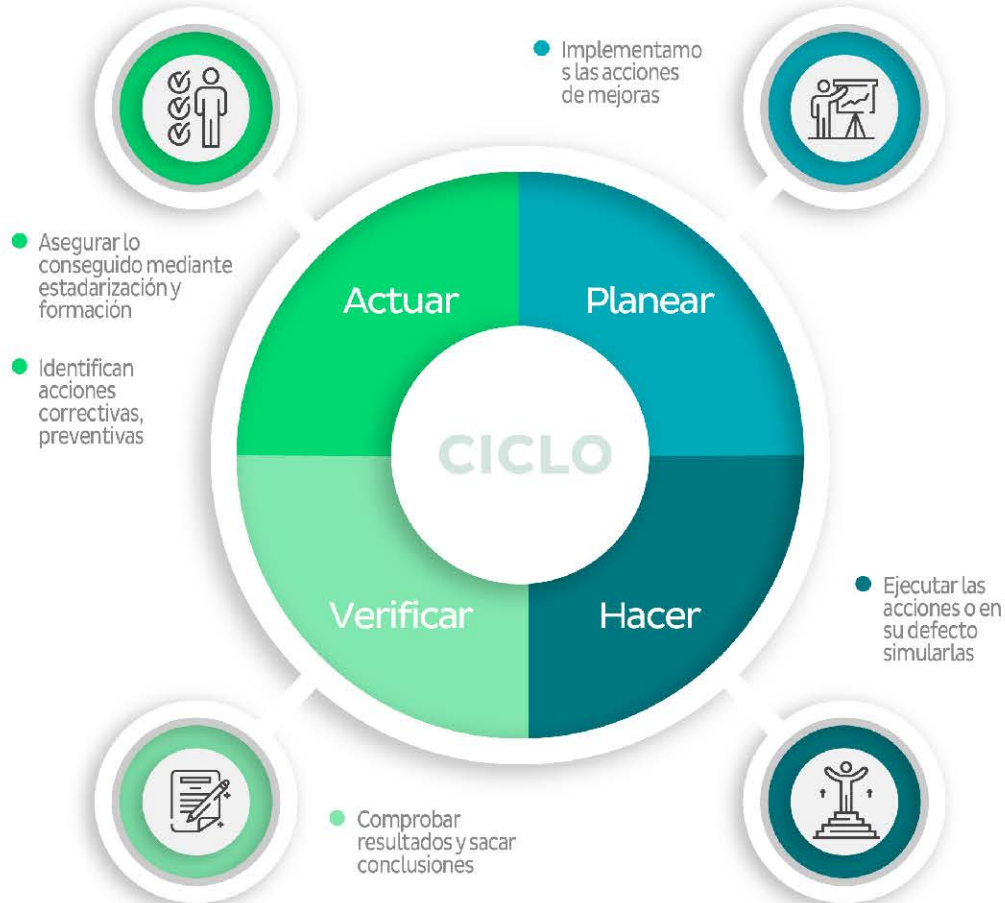 Implementamo
s las acciones
de mejoras
Asegurar lo
conseguido mediante
estadarización y
formación
Identifican
acciones
correctivas,
preventivas
Actuar
Planear
CICLO
Verificar
Hacer
Ejecutar las
acciones o en
su defecto
simularlas
Comprobar
resultados y sacar
conclusiones